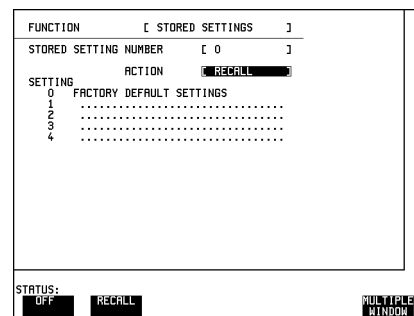 FUNCTION [ STORED SETTINGS ]
STORED SETTING NUMBER [ 0 ]
ACTION [ RECALL ]
SETTING
0 FACTORY DEFAULT SETTINGS
1 ................................
2 ................................
3 ................................
4 ................................
STATUS:
OFF RECALL MULTIPLE WINDOW